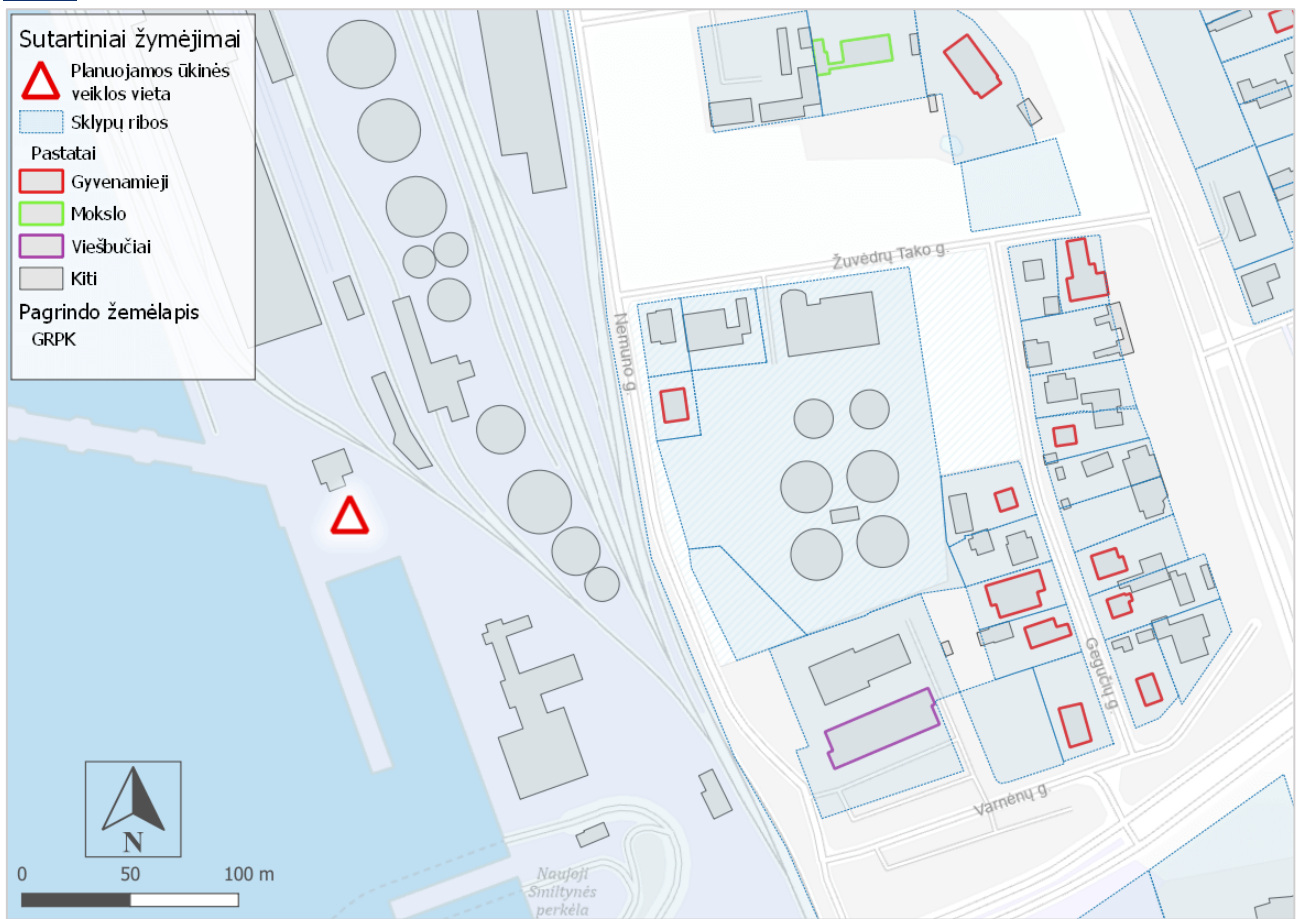 Sutartiniai žymėjimai
Planuojamos ūkinės
veiklos vieta
Sklypų ribos
Pastatai
Gyvenamieji
Mokslo
Viešbučiai
Kiti
Pagrindo žemėlapis
GRPK
Žuvėdrų Tako g.
Nemuno g.
Gegučių g.
Varnėnų g.
Naujoji
Smiltynės
perkėla
N
0 50 100 m